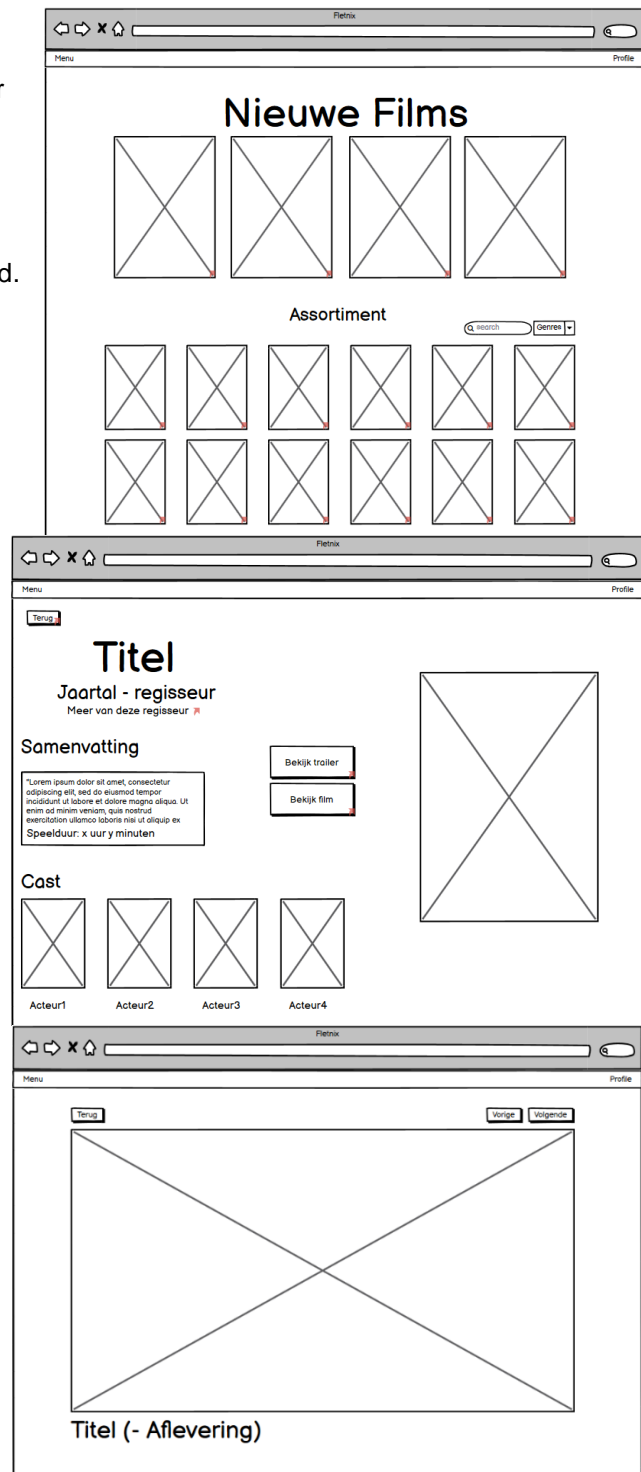 r
d.
Fletnix
Menu Profile
Nieuwe Films
Assortiment
search Genres
Fletnix
Menu Profile
Terug
Titel
Jaartal - regisseur
Meer van deze regisseur
Samenvatting
"Lorem ipsum dolor sit amet, consectetur
adipiscing elit, sed do eiusmod tempor
incididunt ut labore et dolore magna aliqua. Ut
enim ad minim veniam, quis nostrud
exercitation ullamco laboris nisi ut aliquip ex
Speelduur: x uur y minuten
Bekijk trailer
Bekijk film
Cast
Acteur1 Acteur2 Acteur3 Acteur4
Fletnix
Menu Profile
Terug Vorige Volgende
Titel (- Aflevering)